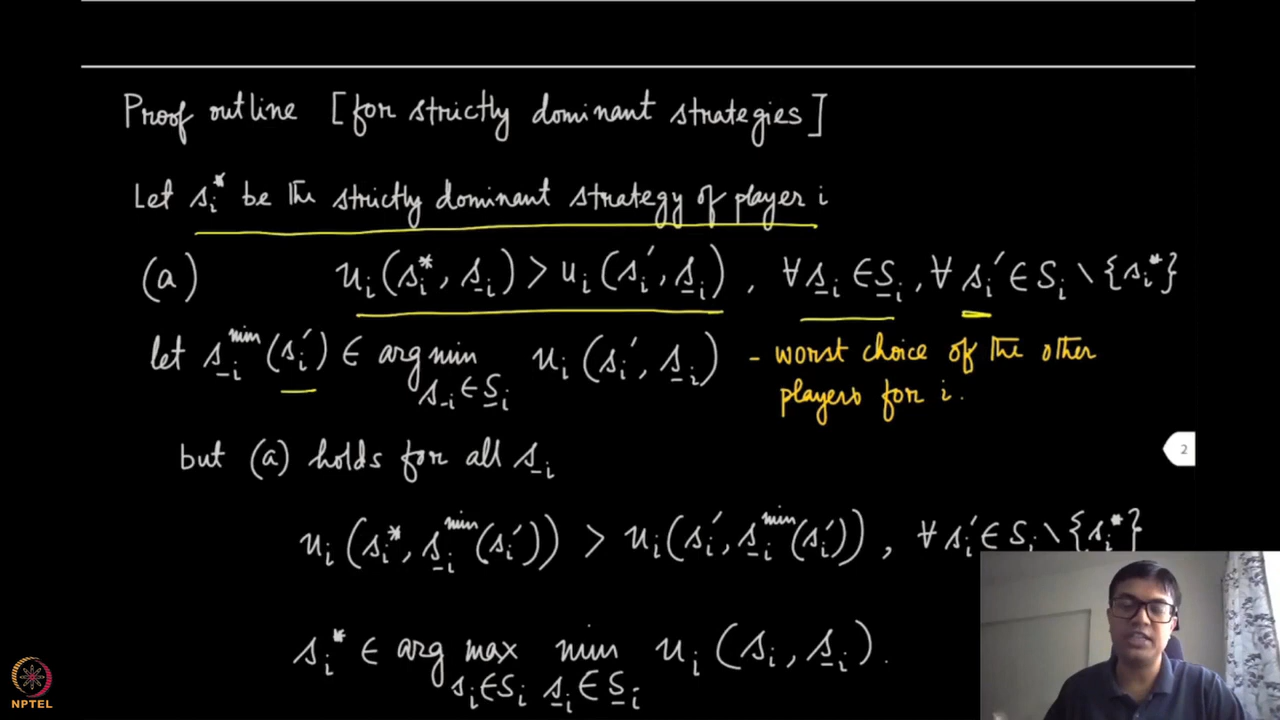 Proof outline [for strictly dominant strategies]
Let s_i^* be the strictly dominant strategy of player i
(a) u_i(s_i^*, s_{-i}) > u_i(s_i', s_{-i}), ∀ s_{-i} ∈ S_{-i}, ∀ s_i' ∈ S_i \ {s_i^*}
let s_{-i}^{min}(s_i') ∈ arg min_{s_{-i} ∈ S_{-i}} u_i(s_i', s_{-i}) - worst choice of the other
players for i.
but (a) holds for all s_{-i}
2
u_i(s_i^*, s_{-i}^{min}(s_i')) > u_i(s_i', s_{-i}^{min}(s_i')), ∀ s_i' ∈ S_i \ {s_i^*}
s_i^* ∈ arg max_{s_i ∈ S_i} min_{s_{-i} ∈ S_{-i}} u_i(s_i, s_{-i}).
NPTEL